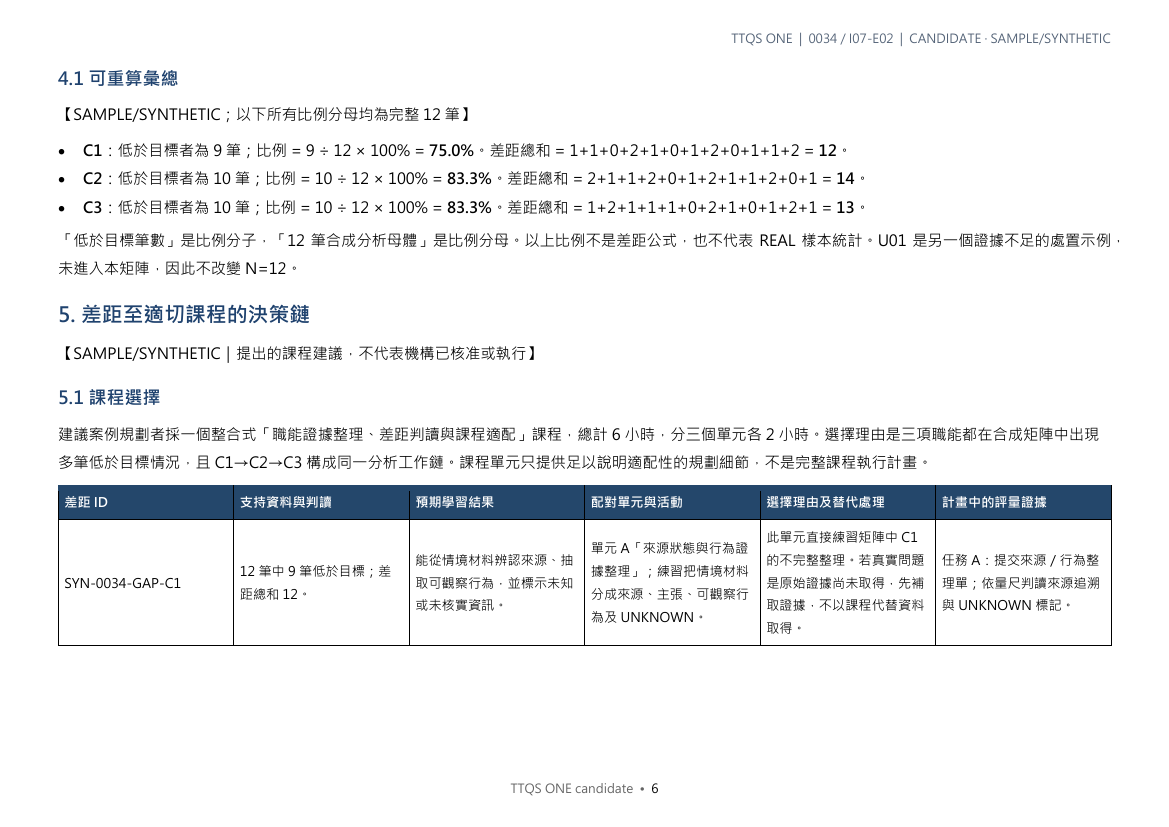 TTQS ONE | 0034 / I07-E02 | CANDIDATE · SAMPLE/SYNTHETIC
4.1 可重算彙總
【SAMPLE/SYNTHETIC；以下所有比例分母均為完整 12 筆】
• C1：低於目標者為 9 筆；比例 = 9 ÷ 12 × 100% = 75.0%。差距總和 = 1+1+0+2+1+0+1+2+0+1+1+2 = 12。
• C2：低於目標者為 10 筆；比例 = 10 ÷ 12 × 100% = 83.3%。差距總和 = 2+1+1+2+0+1+2+1+1+2+0+1 = 14。
• C3：低於目標者為 10 筆；比例 = 10 ÷ 12 × 100% = 83.3%。差距總和 = 1+2+1+1+1+0+2+1+0+1+2+1 = 13。
「低於目標筆數」是比例分子，「12 筆合成分析母體」是比例分母。以上比例不是差距公式，也不代表 REAL 樣本統計。U01 是另一個證據不足的處置示例，
未進入本矩陣，因此不改變 N=12。
5. 差距至適切課程的決策鏈
【SAMPLE/SYNTHETIC | 提出的課程建議，不代表機構已核准或執行】
5.1 課程選擇
建議案例規劃者採一個整合式「職能證據整理、差距判讀與課程適配」課程，總計 6 小時，分三個單元各 2 小時。選擇理由是三項職能都在合成矩陣中出現
多筆低於目標情況，且 C1→C2→C3 構成同一分析工作鏈。課程單元只提供足以說明適配性的規劃細節，不是完整課程執行計畫。
差距 ID
支持資料與判讀
預期學習結果
配對單元與活動
選擇理由及替代處理
計畫中的評量證據
SYN-0034-GAP-C1
12 筆中 9 筆低於目標；差
距總和 12。
能從情境材料辨認來源、抽
取可觀察行為，並標示未知
或未核實資訊。
單元 A「來源狀態與行為證
據整理」；練習把情境材料
分成來源、主張、可觀察行
為及 UNKNOWN。
此單元直接練習矩陣中 C1
的不完整整理。若真實問題
是原始證據尚未取得，先補
取證據，不以課程代替資料
取得。
任務 A：提交來源 / 行為整
理單；依量尺判讀來源追溯
與 UNKNOWN 標記。
TTQS ONE candidate • 6